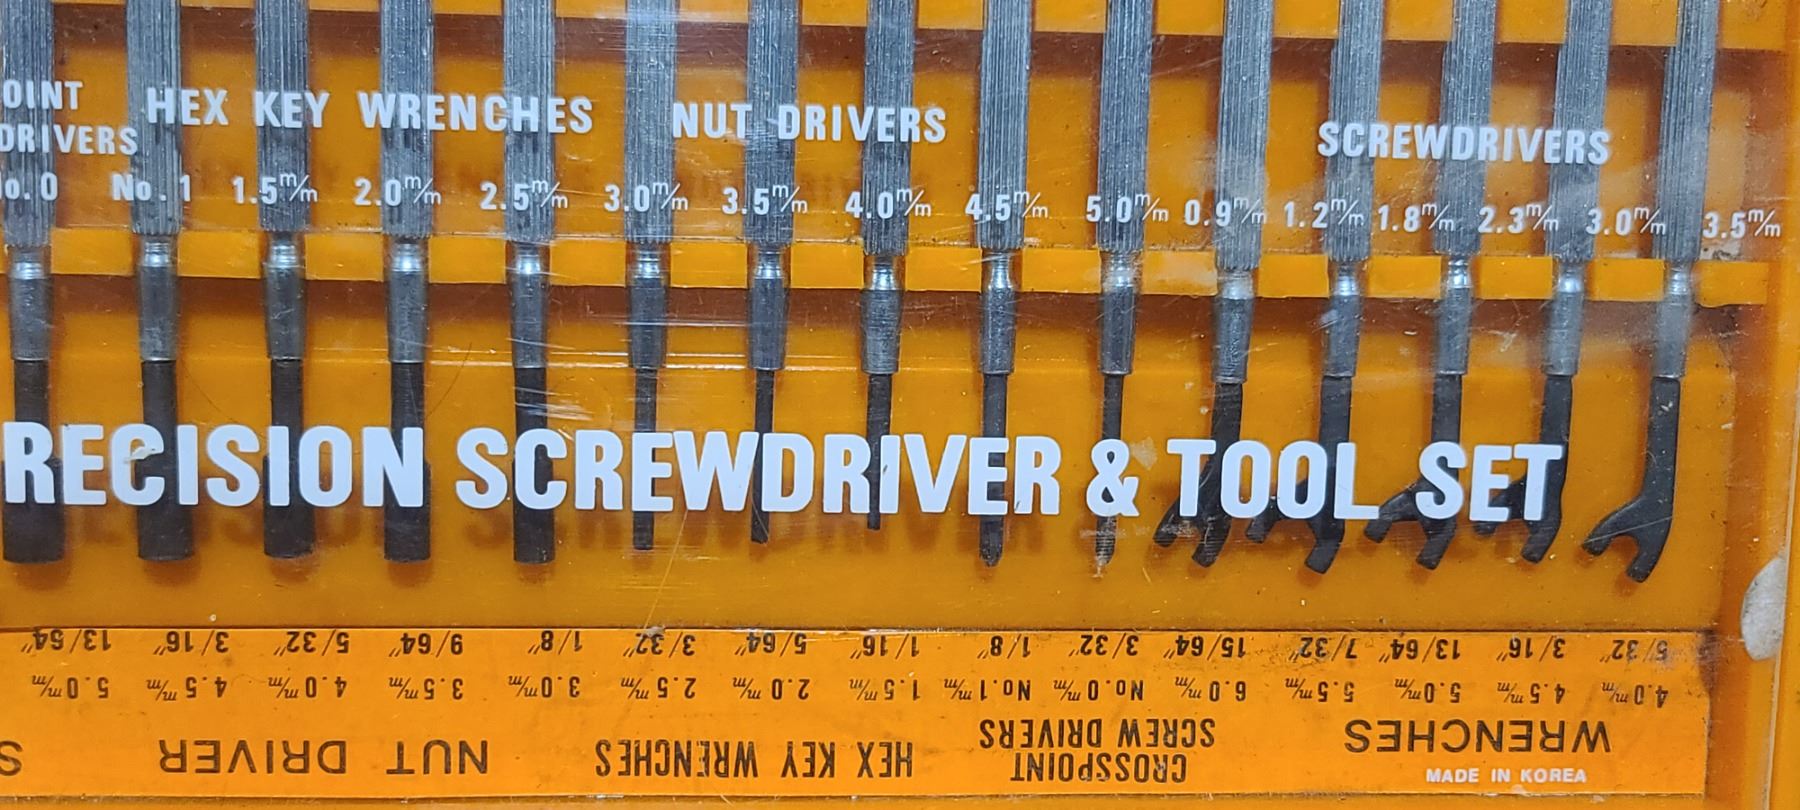 OINT
DRIVERS
HEX KEY WRENCHES
NUT DRIVERS
SCREWDRIVERS
No. 0 No. 1 1.5m/m 2.0m/m 2.5m/m 3.0m/m 3.5m/m 4.0m/m 4.5m/m 5.0m/m 0.9m/m 1.2m/m 1.8m/m 2.3m/m 3.0m/m 3.5m/m
RECISION SCREWDRIVER & TOOL SET
MADE IN KOREA
WRENCHES
CROSSPOINT
SCREW DRIVERS
HEX KEY WRENCHES
NUT DRIVER
S
4.0m/m 4.5m/m 5.0m/m 5.5m/m 6.0m/m No.0m/m No.1m/m 1.5m/m 2.0m/m 2.5m/m 3.0m/m 3.5m/m 4.0m/m 4.5m/m 5.0m/m
5/32" 3/16" 13/64" 7/32" 15/64" 3/32" 1/8" 1/16" 5/64" 3/32" 1/8" 9/64" 5/32" 3/16" 13/64"